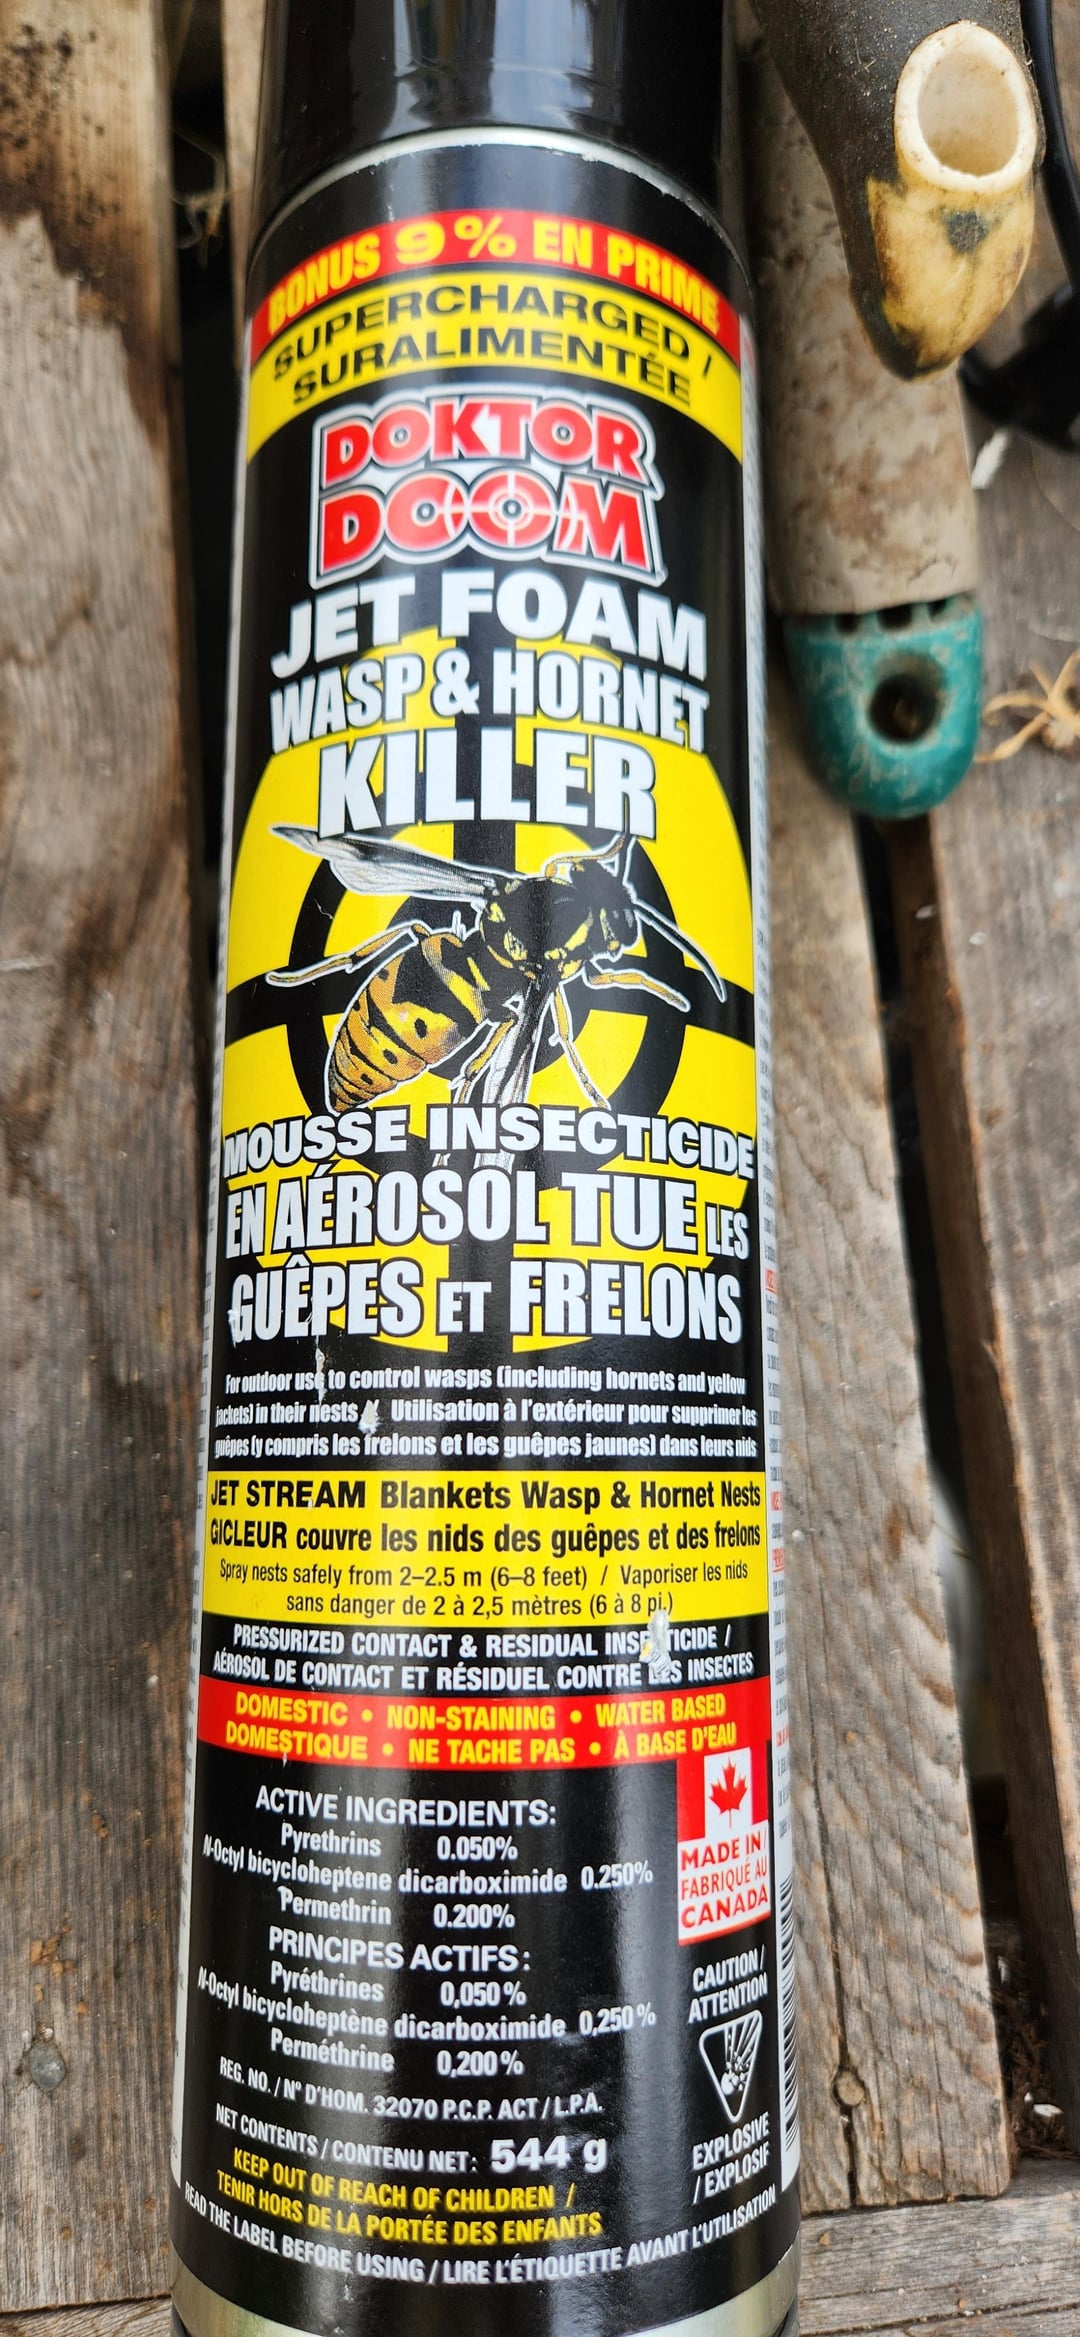 BONUS 9% EN PRIME
SUPERCHARGED /
SURALIMENTÉE
DOKTOR
DOOM
JET FOAM
WASP & HORNET
KILLER
MOUSSE INSECTICIDE
EN AÉROSOL TUE LES
GUÊPES ET FRELONS
For outdoor use to control wasps (including hornets and yellow
jackets) in their nests / Utilisation à l'extérieur pour supprimer les
guêpes (y compris les frelons et les guêpes jaunes) dans leurs nids
JET STREAM Blankets Wasp & Hornet Nests
GICLEUR couvre les nids des guêpes et des frelons
Spray nests safely from 2–2.5 m (6–8 feet) / Vaporiser les nids
sans danger de 2 à 2,5 mètres (6 à 8 pi.)
PRESSURIZED CONTACT & RESIDUAL INSECTICIDE /
AÉROSOL DE CONTACT ET RÉSIDUEL CONTRE LES INSECTES
DOMESTIC • NON-STAINING • WATER BASED
DOMESTIQUE • NE TACHE PAS • À BASE D'EAU
ACTIVE INGREDIENTS:
Pyrethrins 0.050%
N-Octyl bicycloheptene dicarboximide 0.250%
Permethrin 0.200%
PRINCIPES ACTIFS:
Pyréthrines 0,050%
N-Octyl bicycloheptène dicarboximide 0,250%
Perméthrine 0,200%
REG. NO. / N° D'HOM. 32070 P.C.P. ACT / L.P.A.
NET CONTENTS / CONTENU NET: 544 g
KEEP OUT OF REACH OF CHILDREN /
TENIR HORS DE LA PORTÉE DES ENFANTS
READ THE LABEL BEFORE USING / LIRE L'ÉTIQUETTE AVANT L'UTILISATION
MADE IN /
FABRIQUÉ AU
CANADA
CAUTION /
ATTENTION
EXPLOSIVE
/ EXPLOSIF